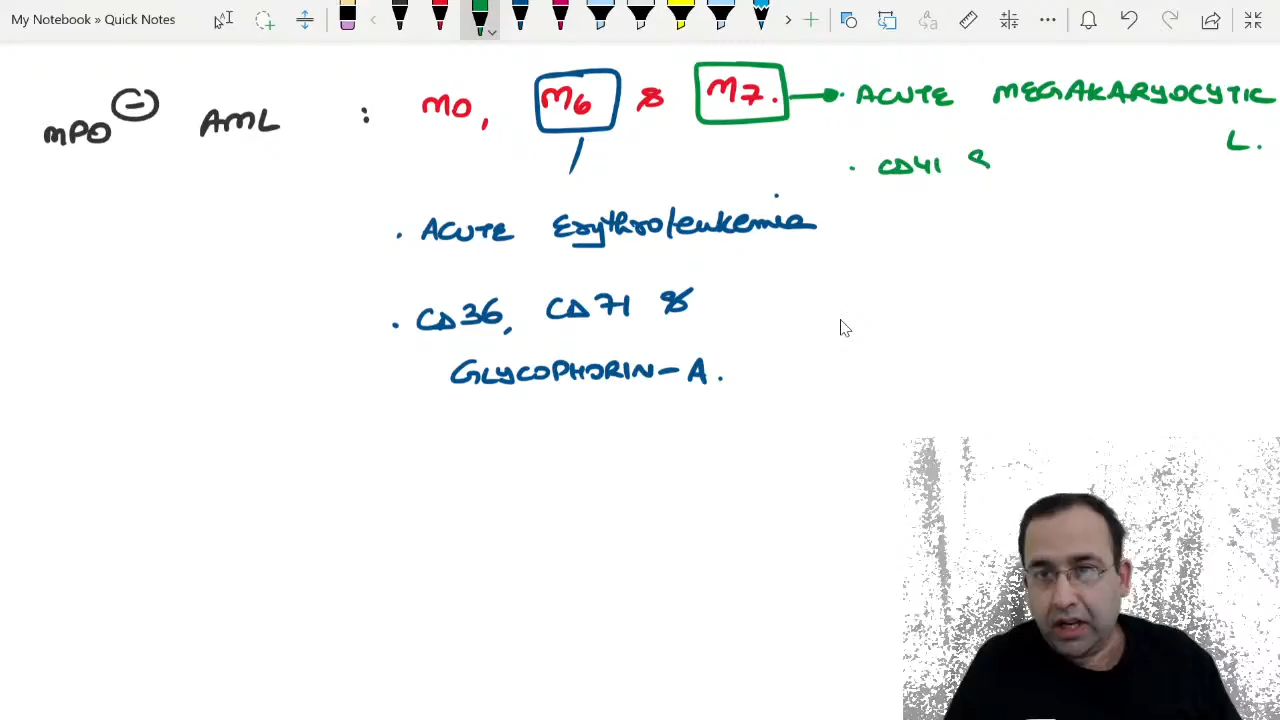 My Notebook » Quick Notes
MPO ⊖ AML : M0, M6 & M7. → · ACUTE MEGAKARYOCYTIC L.
· CD41 &
· ACUTE Erythroleukemia
· CD36, CD71 &
GLYCOPHORIN-A.